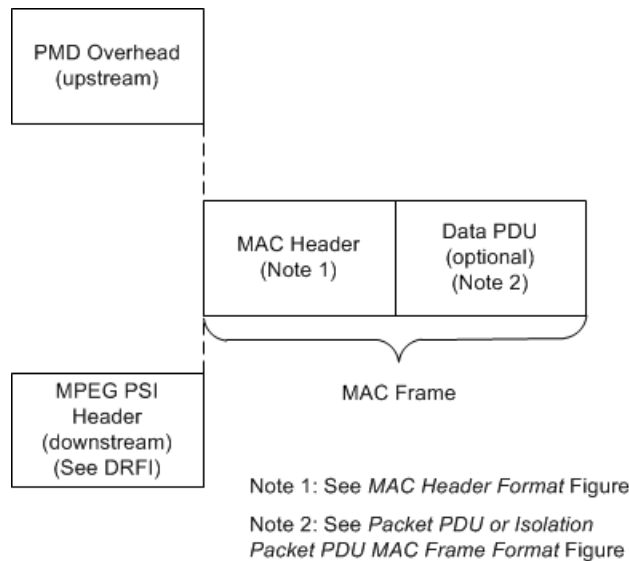 PMD Overhead
(upstream)
MAC Header
(Note 1)
Data PDU
(optional)
(Note 2)
MAC Frame
MPEG PSI
Header
(downstream)
(See DRFI)
Note 1: See MAC Header Format Figure
Note 2: See Packet PDU or Isolation
Packet PDU MAC Frame Format Figure